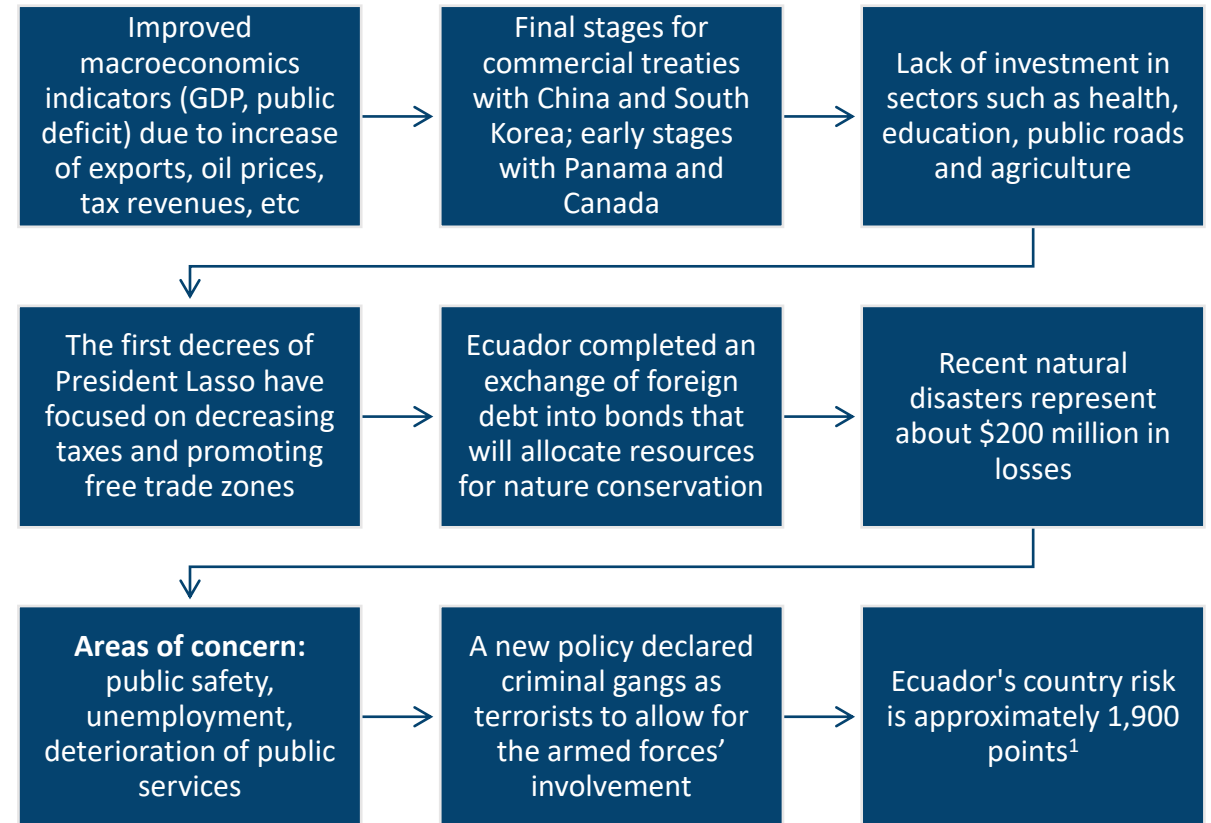 Improved
macroeconomics
indicators (GDP, public
deficit) due to increase
of exports, oil prices,
tax revenues, etc
Final stages for
commercial treaties
with China and South
Korea; early stages
with Panama and
Canada
Lack of investment in
sectors such as health,
education, public roads
and agriculture
The first decrees of
President Lasso have
focused on decreasing
taxes and promoting
free trade zones
Ecuador completed an
exchange of foreign
debt into bonds that
will allocate resources
for nature conservation
Recent natural
disasters represent
about $200 million in
losses
Areas of concern:
public safety,
unemployment,
deterioration of public
services
A new policy declared
criminal gangs as
terrorists to allow for
the armed forces’
involvement
Ecuador's country risk
is approximately 1,900
points¹